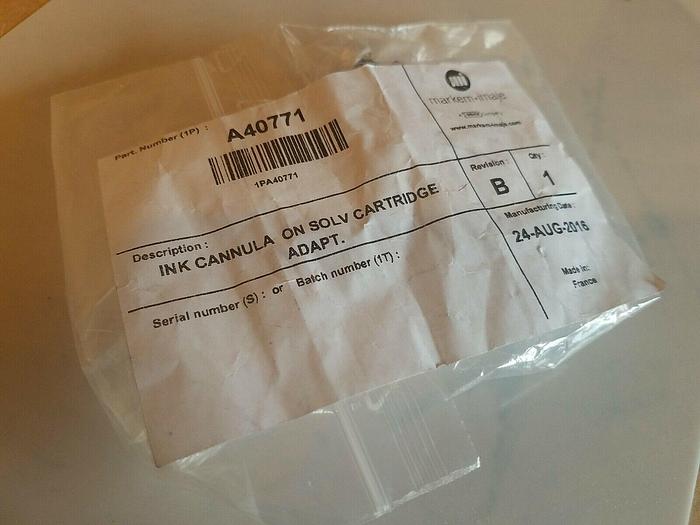 Part. Number (1P) : A40771
1PA40771
markem-imaje
www.markem-imaje.com
Description :
INK CANNULA ON SOLV CARTRIDGE
ADAPT.
Revision :
B
Qty :
1
Serial number (S) : or Batch number (1T) :
Manufacturing Date :
24-AUG-2016
Made in:
France